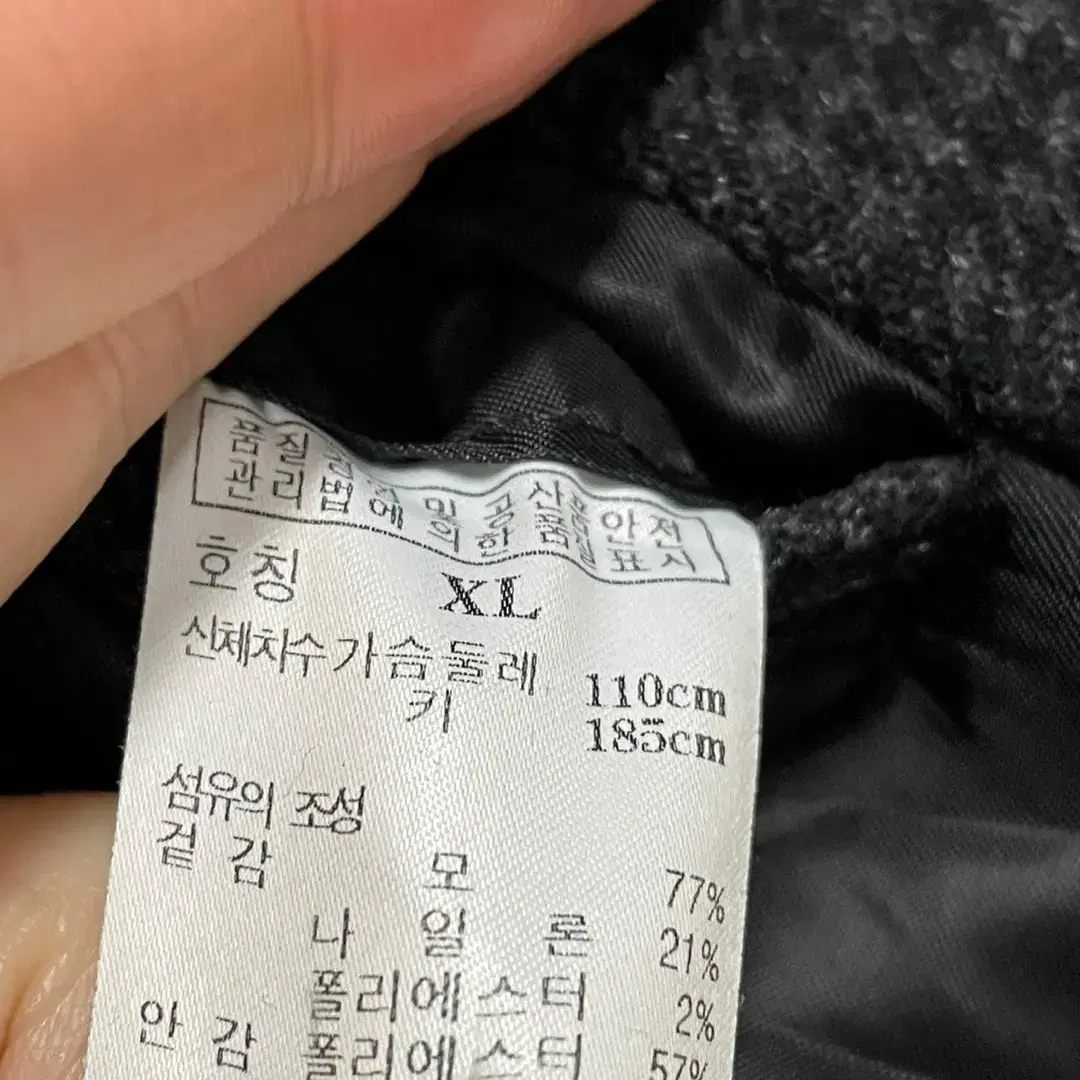 품질경영 및 공산품안전
관리법에 의한 품질표시
호칭 XL
신체치수 가슴둘레 110cm
키 185cm
섬유의 조성
겉감 모 77%
나일론 21%
폴리에스터 2%
안감 폴리에스터 57%